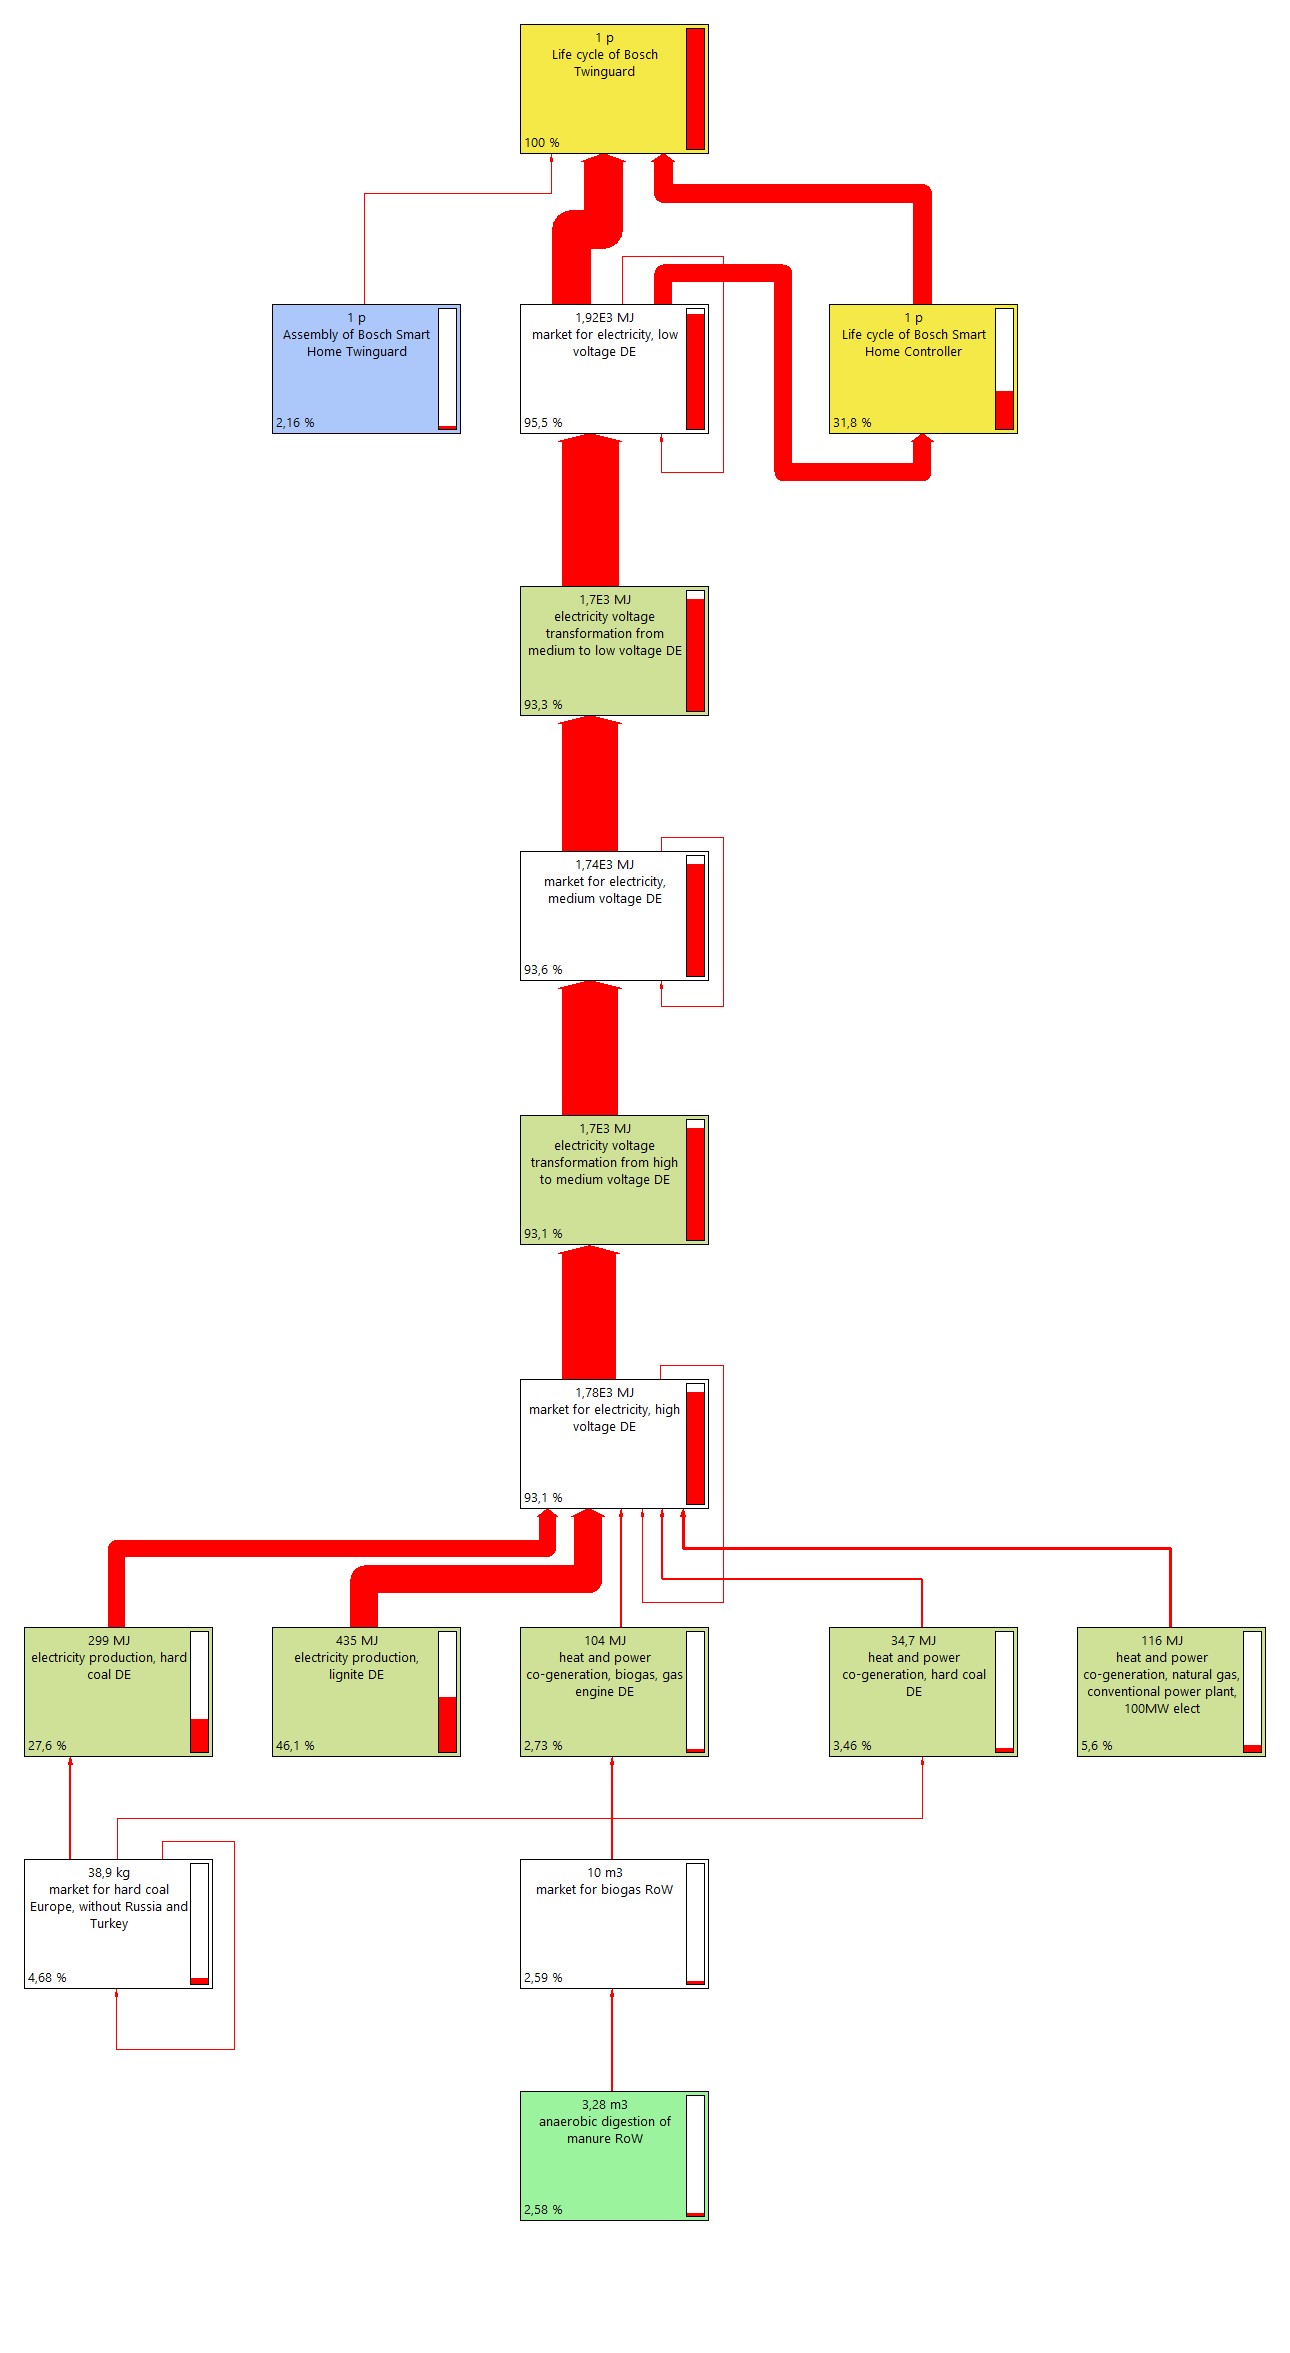 1 p
Life cycle of Bosch
Twinguard
100 %
1 p
Assembly of Bosch Smart
Home Twinguard
2,16 %
1,92E3 MJ
market for electricity, low
voltage DE
95,5 %
1 p
Life cycle of Bosch Smart
Home Controller
31,8 %
1,7E3 MJ
electricity voltage
transformation from
medium to low voltage DE
93,3 %
1,74E3 MJ
market for electricity,
medium voltage DE
93,6 %
1,7E3 MJ
electricity voltage
transformation from high
to medium voltage DE
93,1 %
1,78E3 MJ
market for electricity, high
voltage DE
93,1 %
299 MJ
electricity production, hard
coal DE
27,6 %
435 MJ
electricity production,
lignite DE
46,1 %
104 MJ
heat and power
co-generation, biogas, gas
engine DE
2,73 %
34,7 MJ
heat and power
co-generation, hard coal
DE
3,46 %
116 MJ
heat and power
co-generation, natural gas,
conventional power plant,
100MW elect
5,6 %
38,9 kg
market for hard coal
Europe, without Russia and
Turkey
4,68 %
10 m3
market for biogas RoW
2,59 %
3,28 m3
anaerobic digestion of
manure RoW
2,58 %